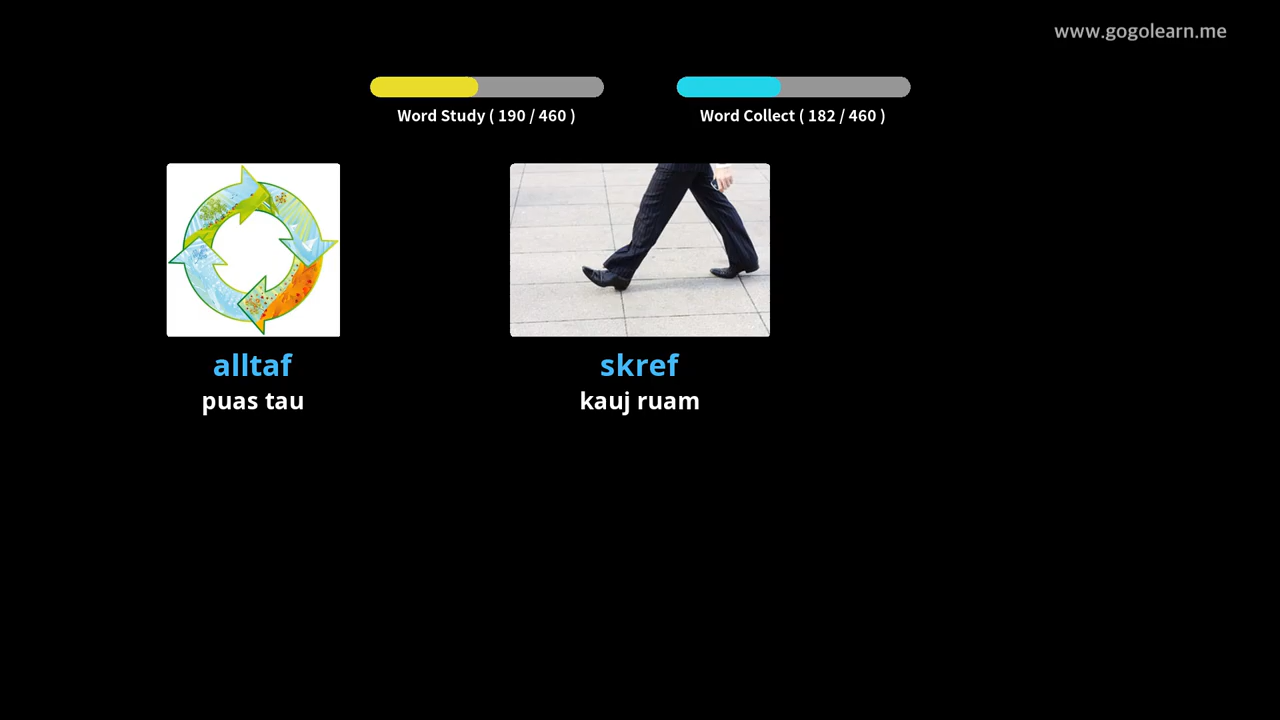 www.gogolearn.me
Word Study ( 190 / 460 )
Word Collect ( 182 / 460 )
alltaf
puas tau
skref
kauj ruam